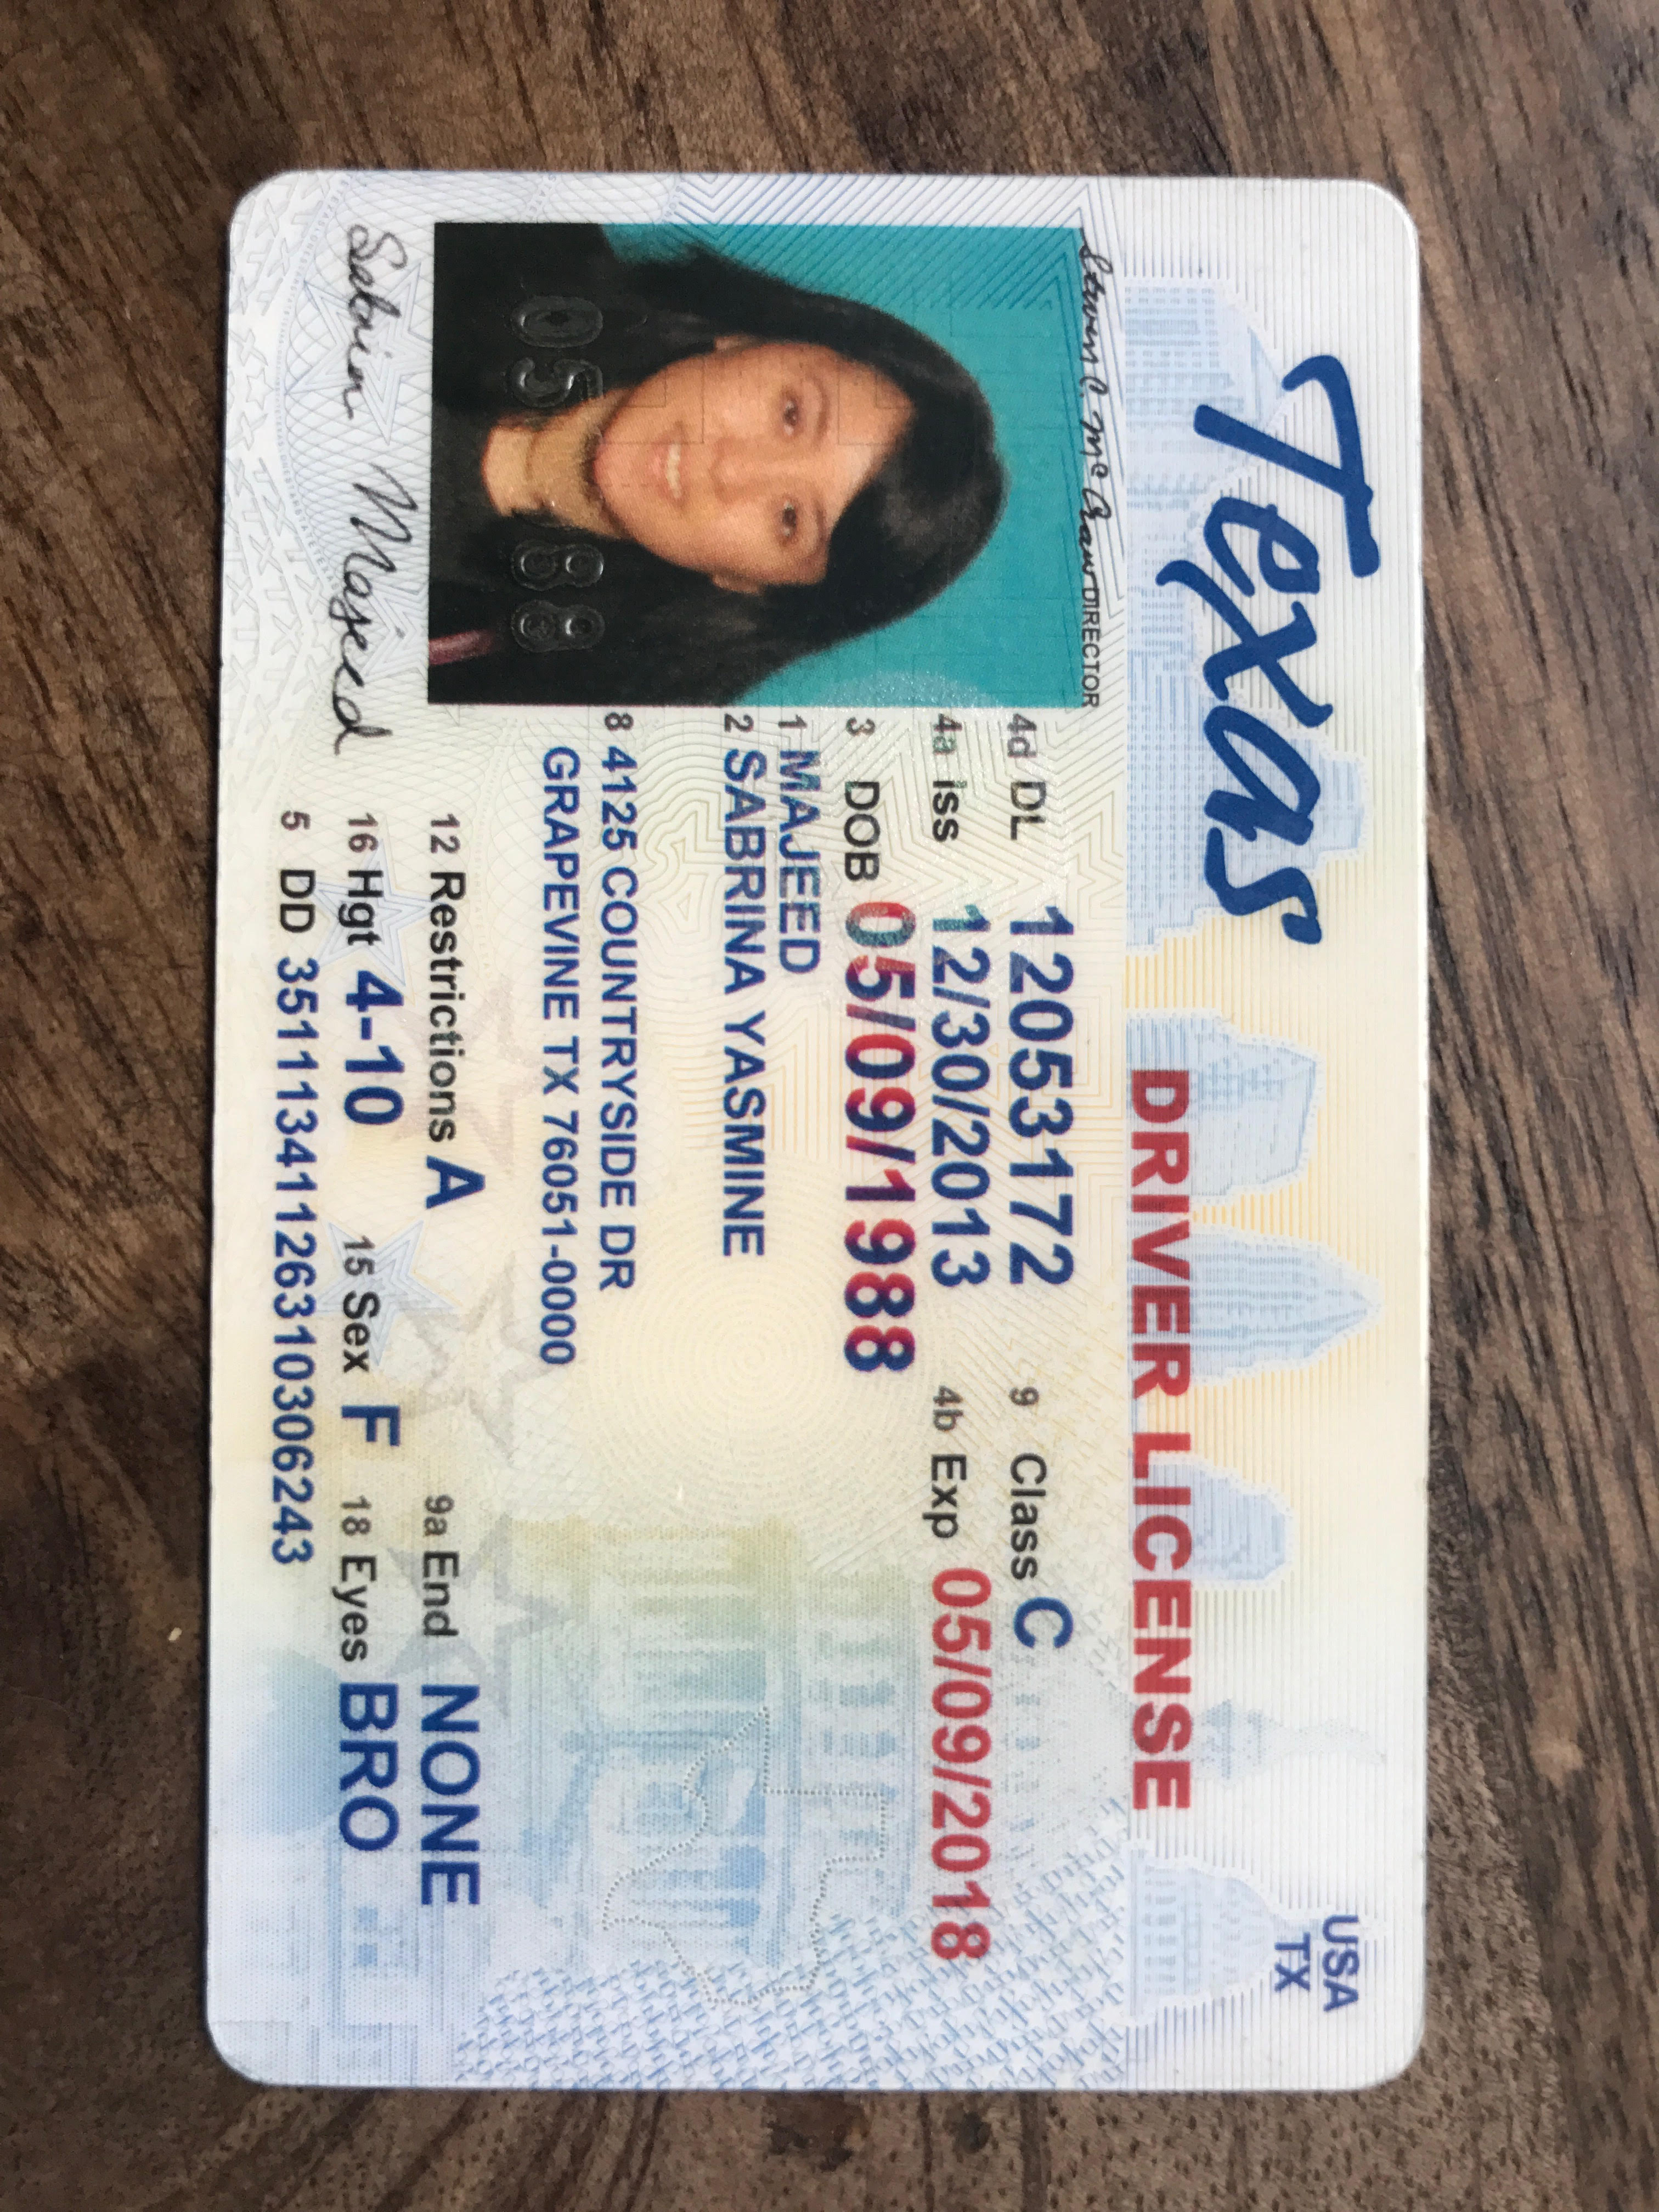 Texas
USA
TX
DRIVER LICENSE
Steven C McCraw DIRECTOR
4d DL 12053172 9 Class C
4a Iss 12/30/2013 4b Exp 05/09/2018
3 DOB 05/09/1988
1 MAJEED
2 SABRINA YASMINE
8 4125 COUNTRYSIDE DR
GRAPEVINE TX 76051-0000
12 Restrictions A 9a End NONE
16 Hgt 4-10 15 Sex F 18 Eyes BRO
5 DD 35111341126310306243
05 88
Sabrina Majeed